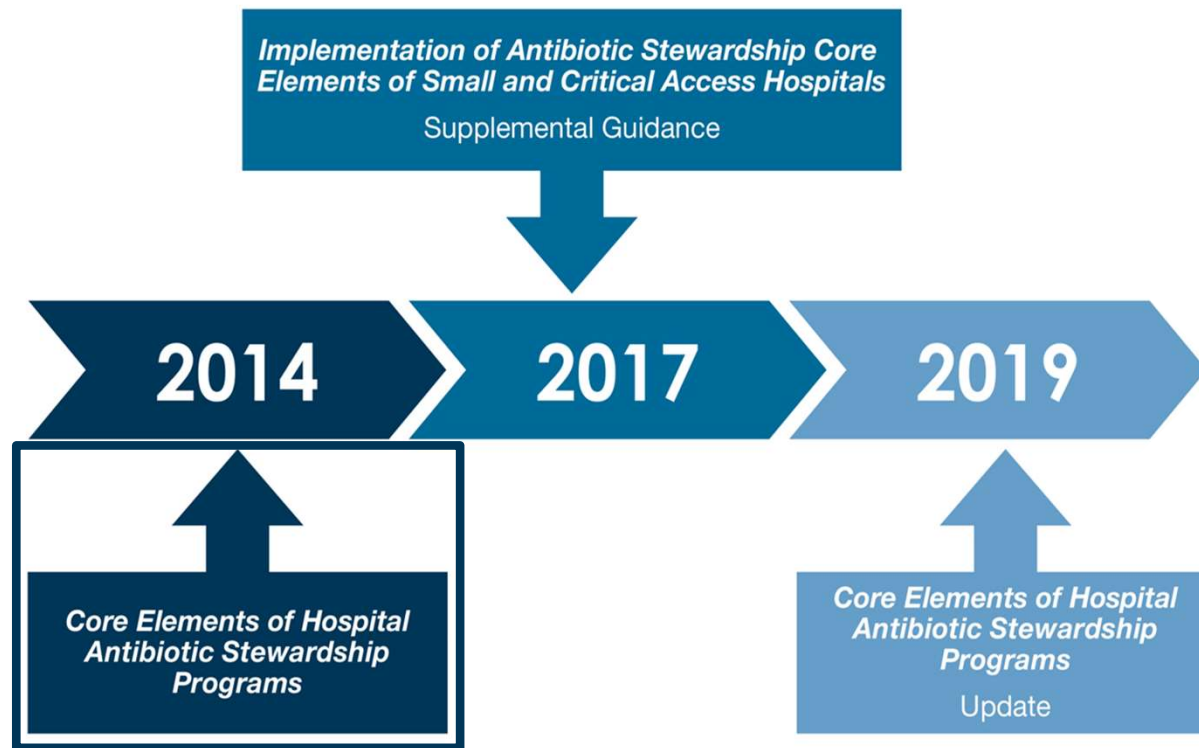 Implementation of Antibiotic Stewardship Core
Elements of Small and Critical Access Hospitals
Supplemental Guidance
2014
2017
2019
Core Elements of Hospital
Antibiotic Stewardship
Programs
Core Elements of Hospital
Antibiotic Stewardship
Programs
Update